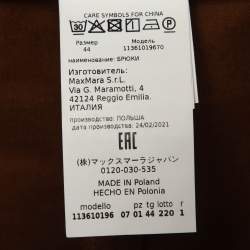 CARE SYMBOLS FOR CHINA
30
P
Размер Модель
44 11361019670
наименование: БРЮКИ
Изготовитель:
MaxMara S.r.L.
Via G. Maramotti, 4
42124 Reggio Emilia.
ИТАЛИЯ
производство: ПОЛЬША
дата производства: 24/02/2021
EAC
(株)マックスマーラジャパン
0120-030-535
MADE IN Poland
HECHO EN Polonia
modello pz tg lotto r
113610196 07 01 44 220 1